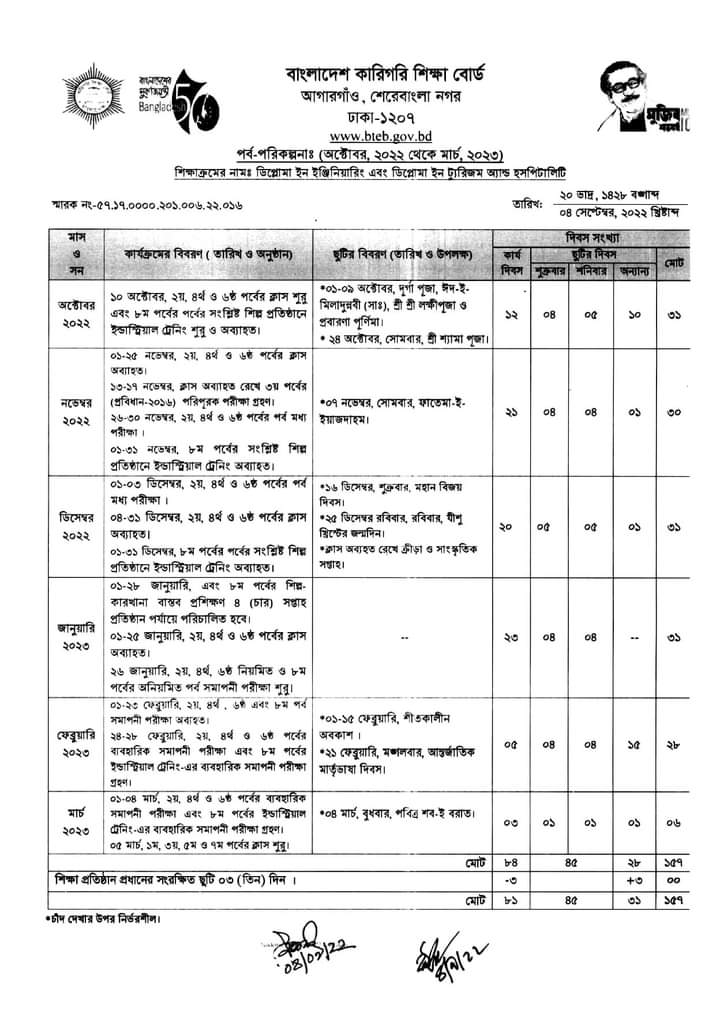 বাংলাদেশের
সুবর্ণজয়ন্তী
Bangladesh
50
মুজিব
বাংলাদেশ কারিগরি শিক্ষা বোর্ড
আগারগাঁও, শেরেবাংলা নগর
ঢাকা-১২০৭
www.bteb.gov.bd
পর্ব-পরিকল্পনাঃ (অক্টোবর, ২০২২ থেকে মার্চ, ২০২৩)
শিক্ষাক্রমের নামঃ ডিপ্লোমা ইন ইঞ্জিনিয়ারিং এবং ডিপ্লোমা ইন ট্যুরিজম অ্যান্ড হসপিটালিটি
স্মারক নং-৫৭.১৭.০০০০.২০১.০০৬.২২.০১৬
তারিখ:
২০ ভাদ্র, ১৪২৮ বঙ্গাব্দ
০৪ সেপ্টেম্বর, ২০২২ খ্রিষ্টাব্দ
মাস ও সন
কার্যক্রমের বিবরণ ( তারিখ ও অনুষ্ঠান)
ছুটির বিবরণ (তারিখ ও উপলক্ষ)
দিবস সংখ্যা
কার্য দিবস
ছুটির দিবস
মোট
শুক্রবার শনিবার অন্যান্য
অক্টোবর
২০২২
১০ অক্টোবর, ২য়, ৪র্থ ও ৬ষ্ঠ পর্বের ক্লাস শুরু
এবং ৮ম পর্বের পর্বের সংশ্লিষ্ট শিল্প প্রতিষ্ঠানে
ইন্ডাস্ট্রিয়াল ট্রেনিং শুরু ও অব্যাহত।
*০১-০৯ অক্টোবর, দুর্গা পূজা, ঈদ-ই-
মিলাদুন্নবী (সাঃ), শ্রী শ্রী লক্ষীপূজা ও
প্রবারণা পূর্ণিমা।
* ২৪ অক্টোবর, সোমবার, শ্রী শ্যামা পূজা।
১২ ০৪ ০৫ ১০ ৩১
নভেম্বর
২০২২
০১-২৫ নভেম্বর, ২য়, ৪র্থ ও ৬ষ্ঠ পর্বের ক্লাস
অব্যাহত।
১৩-১৭ নভেম্বর, ক্লাস অব্যাহত রেখে ৩য় পর্বের
(প্রবিধান-২০১৬) পরিপূরক পরীক্ষা গ্রহণ।
২৬-৩০ নভেম্বর, ২য়, ৪র্থ ও ৬ষ্ঠ পর্বের পর্ব মধ্য
পরীক্ষা ।
০১-৩১ নভেম্বর, ৮ম পর্বের সংশ্লিষ্ট শিল্প
প্রতিষ্ঠানে ইন্ডাস্ট্রিয়াল ট্রেনিং অব্যাহত।
*০৭ নভেম্বর, সোমবার, ফাতেমা-ই-
ইয়াজদাহম।
২১ ০৪ ০৪ ০১ ৩০
ডিসেম্বর
২০২২
০১-০৩ ডিসেম্বর, ২য়, ৪র্থ ও ৬ষ্ঠ পর্বের পর্ব
মধ্য পরীক্ষা ।
০৪-৩১ ডিসেম্বর, ২য়, ৪র্থ ও ৬ষ্ঠ পর্বের ক্লাস
অব্যাহত।
০১-৩১ ডিসেম্বর, ৮ম পর্বের পর্বের সংশ্লিষ্ট শিল্প
প্রতিষ্ঠানে ইন্ডাস্ট্রিয়াল ট্রেনিং অব্যাহত।
*১৬ ডিসেম্বর, শুক্রবার, মহান বিজয়
দিবস।
*২৫ ডিসেম্বর রবিবার, রবিবার, যীশু
খ্রিস্টের জন্মদিন।
*ক্লাস অব্যহত রেখে ক্রীড়া ও সাংস্কৃতিক
সপ্তাহ।
২০ ০৫ ০৫ ০১ ৩১
জানুয়ারি
২০২৩
০১-২৮ জানুয়ারি, এবং ৮ম পর্বের শিল্প-
কারখানা বাস্তব প্রশিক্ষণ ৪ (চার) সপ্তাহ
প্রতিষ্ঠান পর্যায়ে পরিচালিত হবে।
০১-২৫ জানুয়ারি, ২য়, ৪র্থ ও ৬ষ্ঠ পর্বের ক্লাস
অব্যাহত।
২৬ জানুয়ারি, ২য়, ৪র্থ, ৬ষ্ঠ নিয়মিত ও ৮ম
পর্বের অনিয়মিত পর্ব সমাপনী পরীক্ষা শুরু।
--
২৩ ০৪ ০৪ -- ৩১
ফেব্রুয়ারি
২০২৩
০১-২৩ ফেব্রুয়ারি, ২য়, ৪র্থ , ৬ষ্ঠ এবং ৮ম পর্ব
সমাপনী পরীক্ষা অব্যহত।
২৪-২৮ ফেব্রুয়ারি, ২য়, ৪র্থ ও ৬ষ্ঠ পর্বের
ব্যবহারিক সমাপনী পরীক্ষা এবং ৮ম পর্বের
ইন্ডাস্ট্রিয়াল ট্রেনিং-এর ব্যবহারিক সমাপনী পরীক্ষা
গ্রহণ।
*০১-১৫ ফেব্রুয়ারি, শীতকালীন
অবকাশ ।
*২১ ফেব্রুয়ারি, মঙ্গলবার, আন্তর্জাতিক
মার্তৃভাষা দিবস।
০৫ ০৪ ০৪ ১৫ ২৮
মার্চ
২০২৩
০১-০৪ মার্চ, ২য়, ৪র্থ ও ৬ষ্ঠ পর্বের ব্যবহারিক
সমাপনী পরীক্ষা এবং ৮ম পর্বের ইন্ডাস্ট্রিয়াল
ট্রেনিং-এর ব্যবহারিক সমাপনী পরীক্ষা গ্রহণ।
০৫ মার্চ, ১ম, ৩য়, ৫ম ও ৭ম পর্বের ক্লাস শুরু।
*০৪ মার্চ, বুধবার, পবিত্র শব-ই বরাত।
০৩ ০১ ০১ ০১ ০৬
মোট ৮৪ ৪৫ ২৮ ১৫৭
শিক্ষা প্রতিষ্ঠান প্রধানের সংরক্ষিত ছুটি ০৩ (তিন) দিন । -৩ +৩ ০০
মোট ৮১ ৪৫ ৩১ ১৫৭
*চাঁদ দেখার উপর নির্ভরশীল।